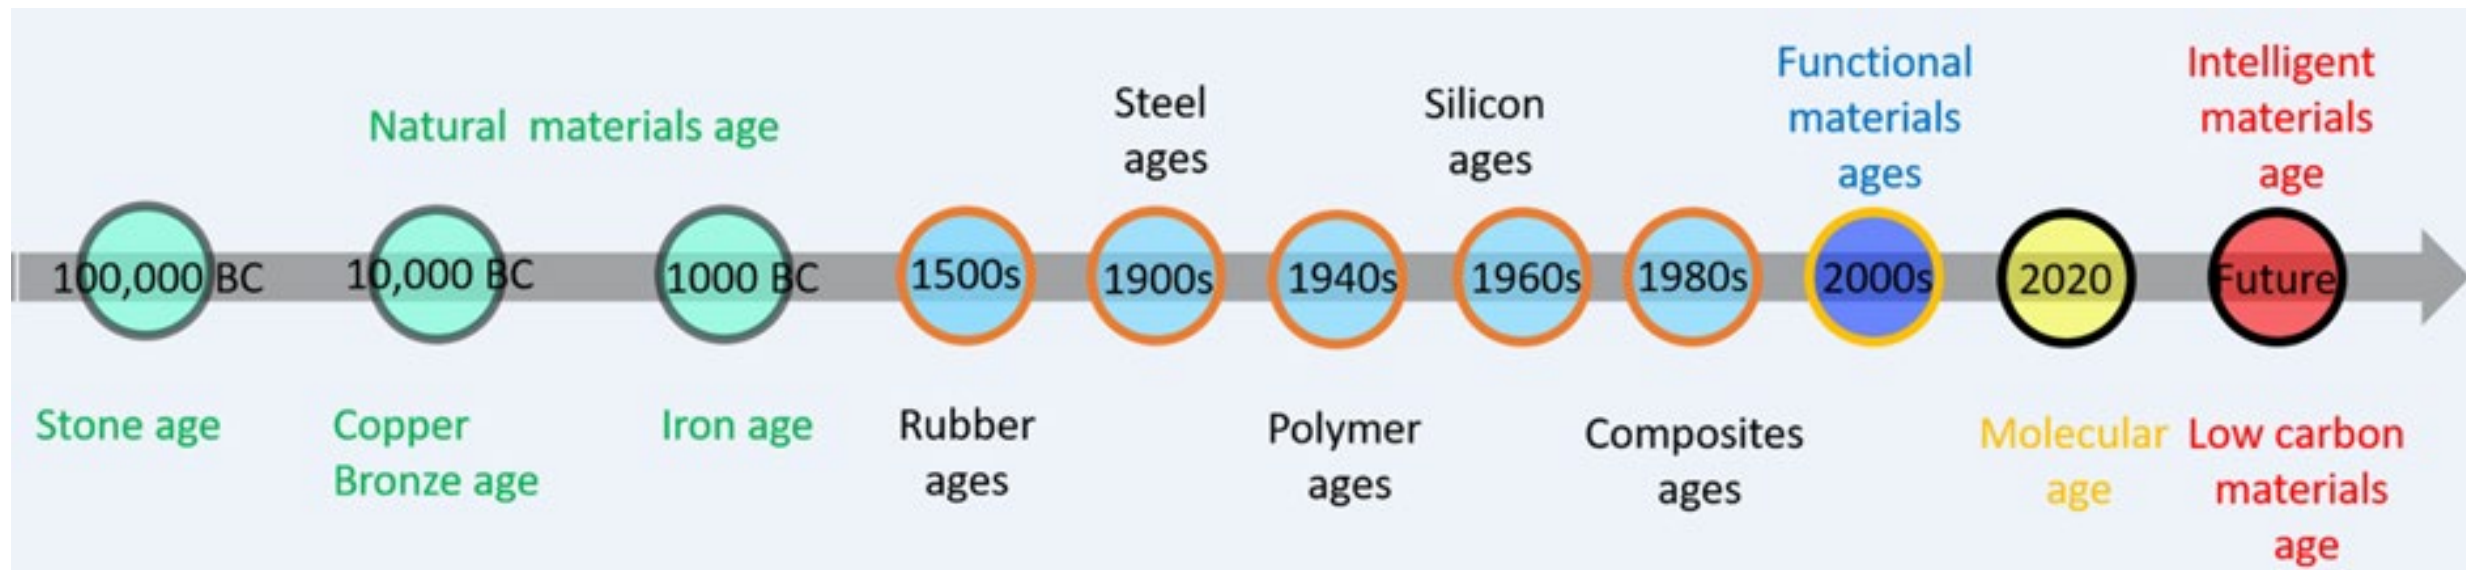 Natural materials age
Steel
ages
Silicon
ages
Functional
materials
ages
Intelligent
materials
age
100,000 BC
10,000 BC
1000 BC
1500s
1900s
1940s
1960s
1980s
2000s
2020
Future
Stone age
Copper
Bronze age
Iron age
Rubber
ages
Polymer
ages
Composites
ages
Molecular
age
Low carbon
materials
age